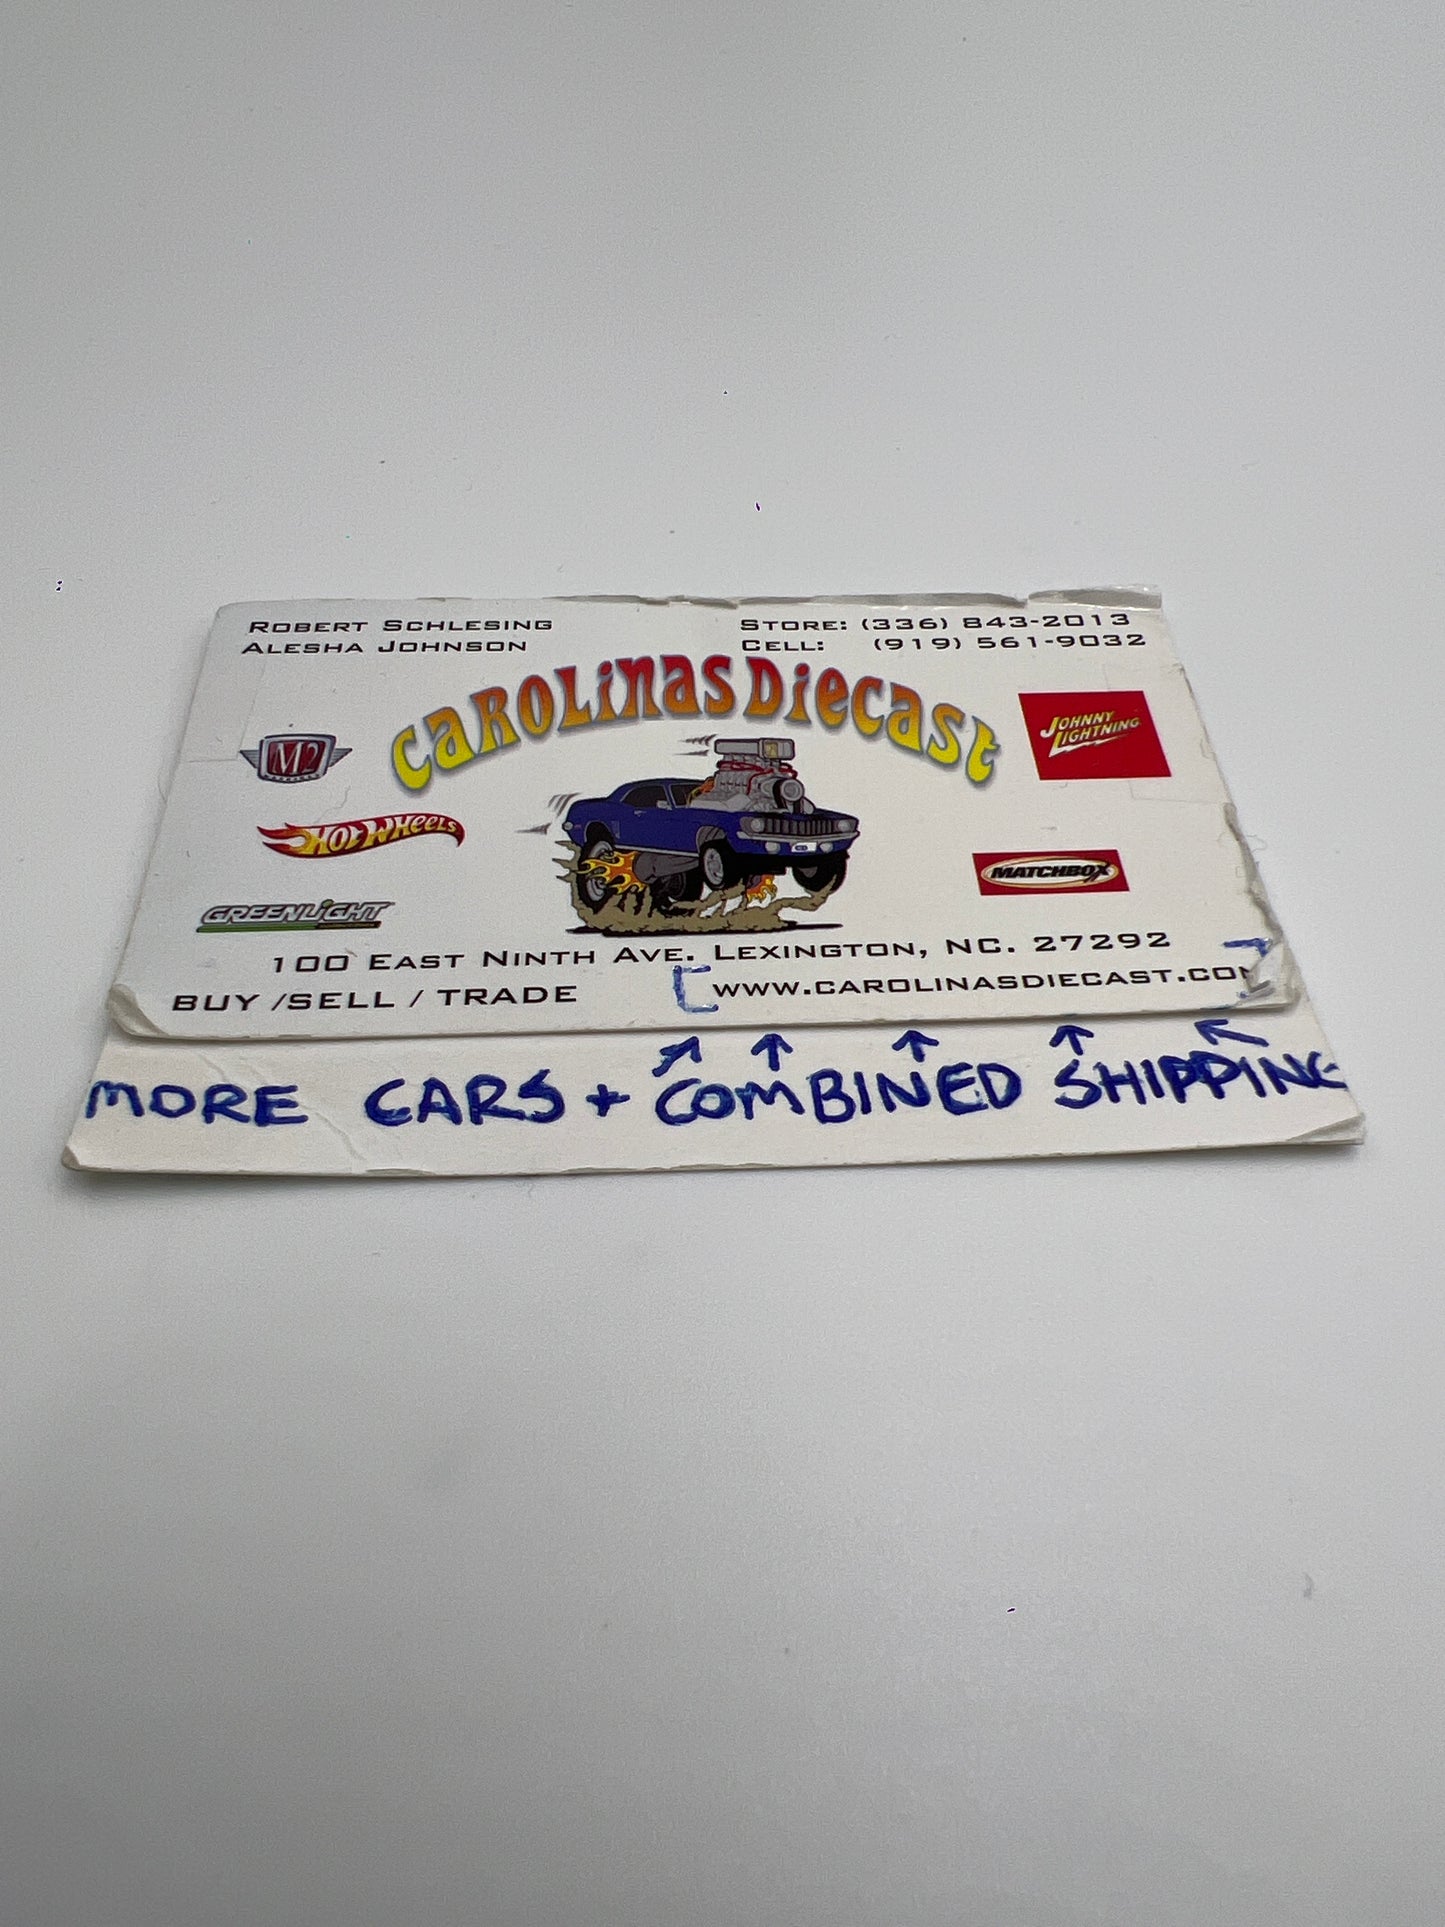 ROBERT SCHLESING
ALESHA JOHNSON
STORE: (336) 843-2013
CELL: (919) 561-9032
CAROLINAS DIECAST
M2
JOHNNY
LIGHTNING
HOT WHEELS
MATCHBOX
GREENLIGHT
100 EAST NINTH AVE. LEXINGTON, NC. 27292
BUY /SELL / TRADE
[WWW.CAROLINASDIECAST.COM]
MORE CARS + COMBINED SHIPPING